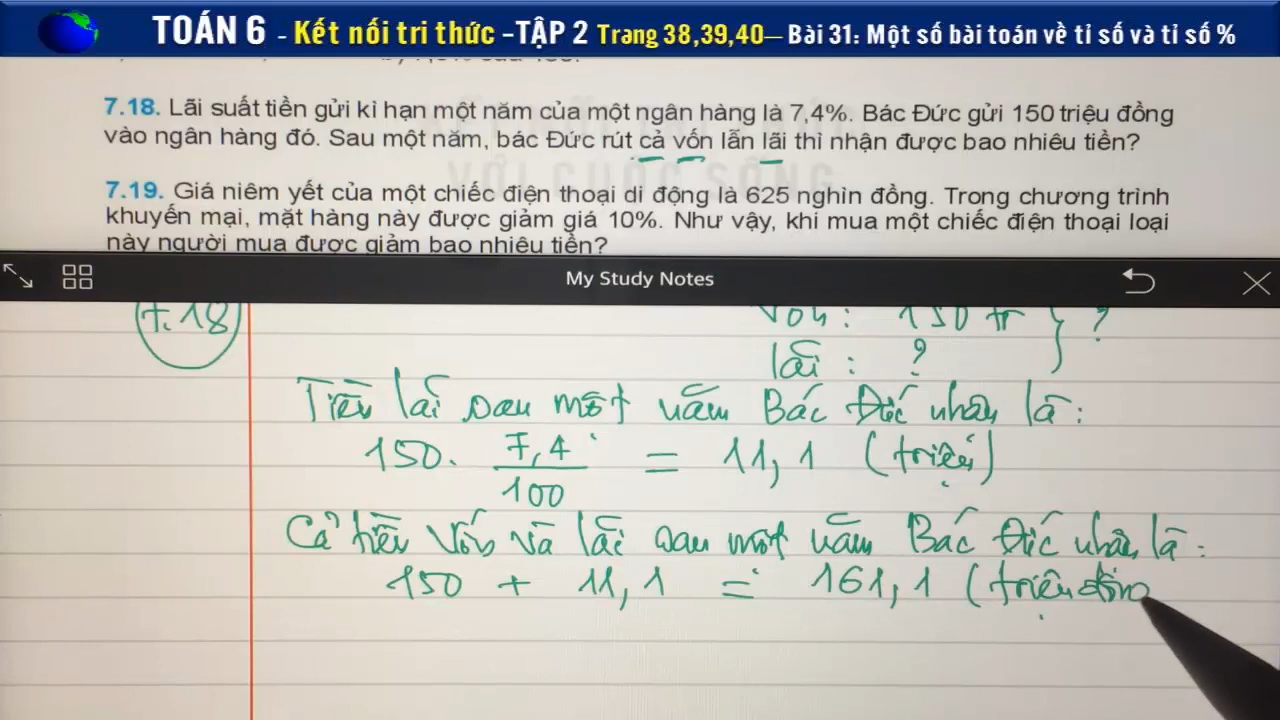 TOÁN 6 - Kết nối tri thức -TẬP 2 Trang 38,39,40— Bài 31: Một số bài toán về tỉ số và tỉ số %
7.18. Lãi suất tiền gửi kì hạn một năm của một ngân hàng là 7,4%. Bác Đức gửi 150 triệu đồng
vào ngân hàng đó. Sau một năm, bác Đức rút cả vốn lẫn lãi thì nhận được bao nhiêu tiền?
7.19. Giá niêm yết của một chiếc điện thoại di động là 625 nghìn đồng. Trong chương trình
khuyến mại, mặt hàng này được giảm giá 10%. Như vậy, khi mua một chiếc điện thoại loại
này người mua được giảm bao nhiêu tiền?
My Study Notes
7.18
Vốn : 150 tr } ?
lãi : ?
Tiền lãi sau một năm Bác Đức nhận là:
150. 7,4/100 = 11,1 (triệu)
Cả tiền vốn và lãi sau một năm Bác Đức nhận là:
150 + 11,1 = 161,1 (triệu đồng